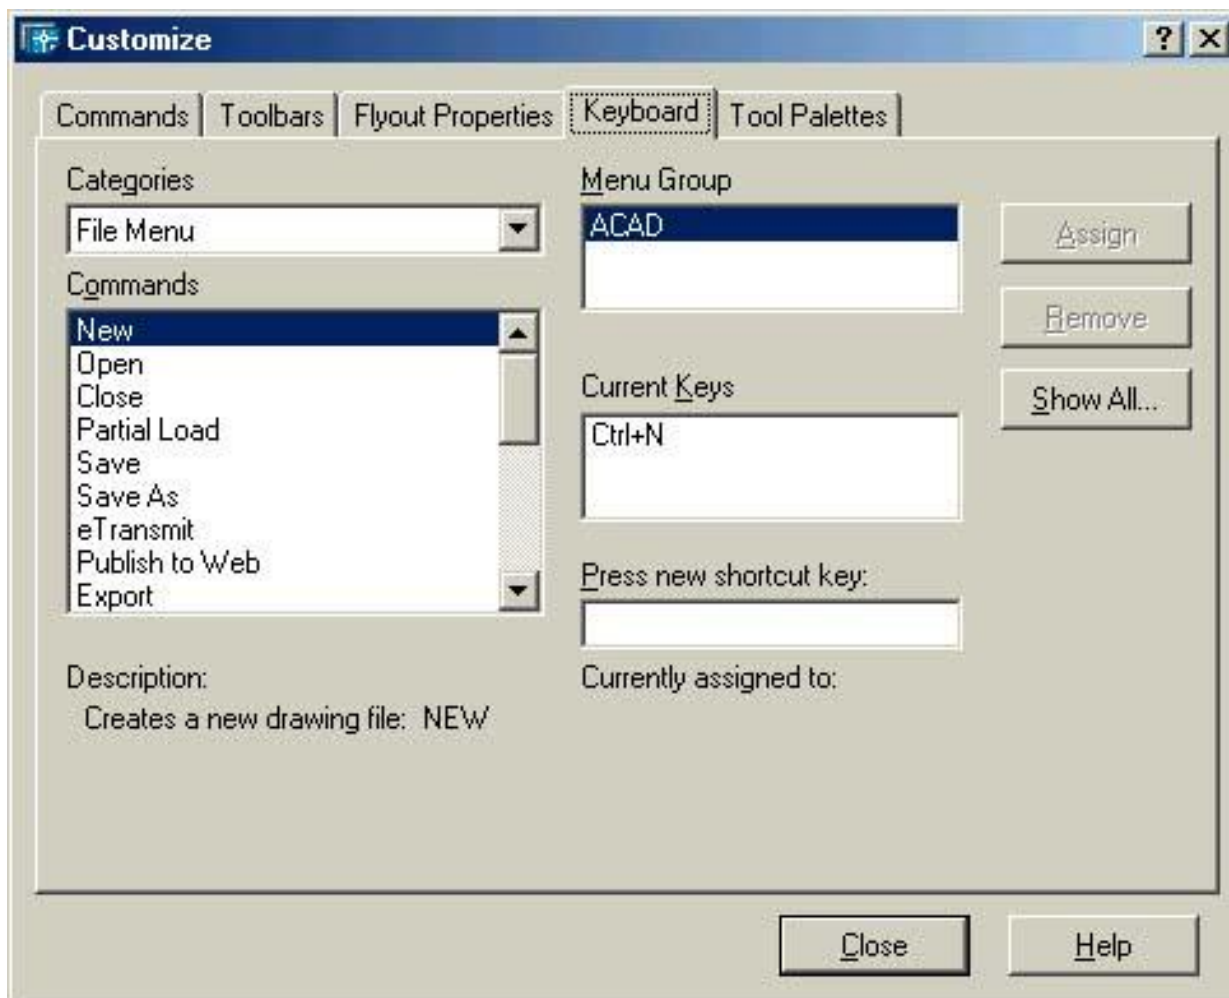 Customize
Commands
Toolbars
Flyout Properties
Keyboard
Tool Palettes
Categories
File Menu
Commands
New
Open
Close
Partial Load
Save
Save As
eTransmit
Publish to Web
Export
Description:
Creates a new drawing file: NEW
Menu Group
ACAD
Current Keys
Ctrl+N
Press new shortcut key:
Currently assigned to:
Assign
Remove
Show All...
Close
Help